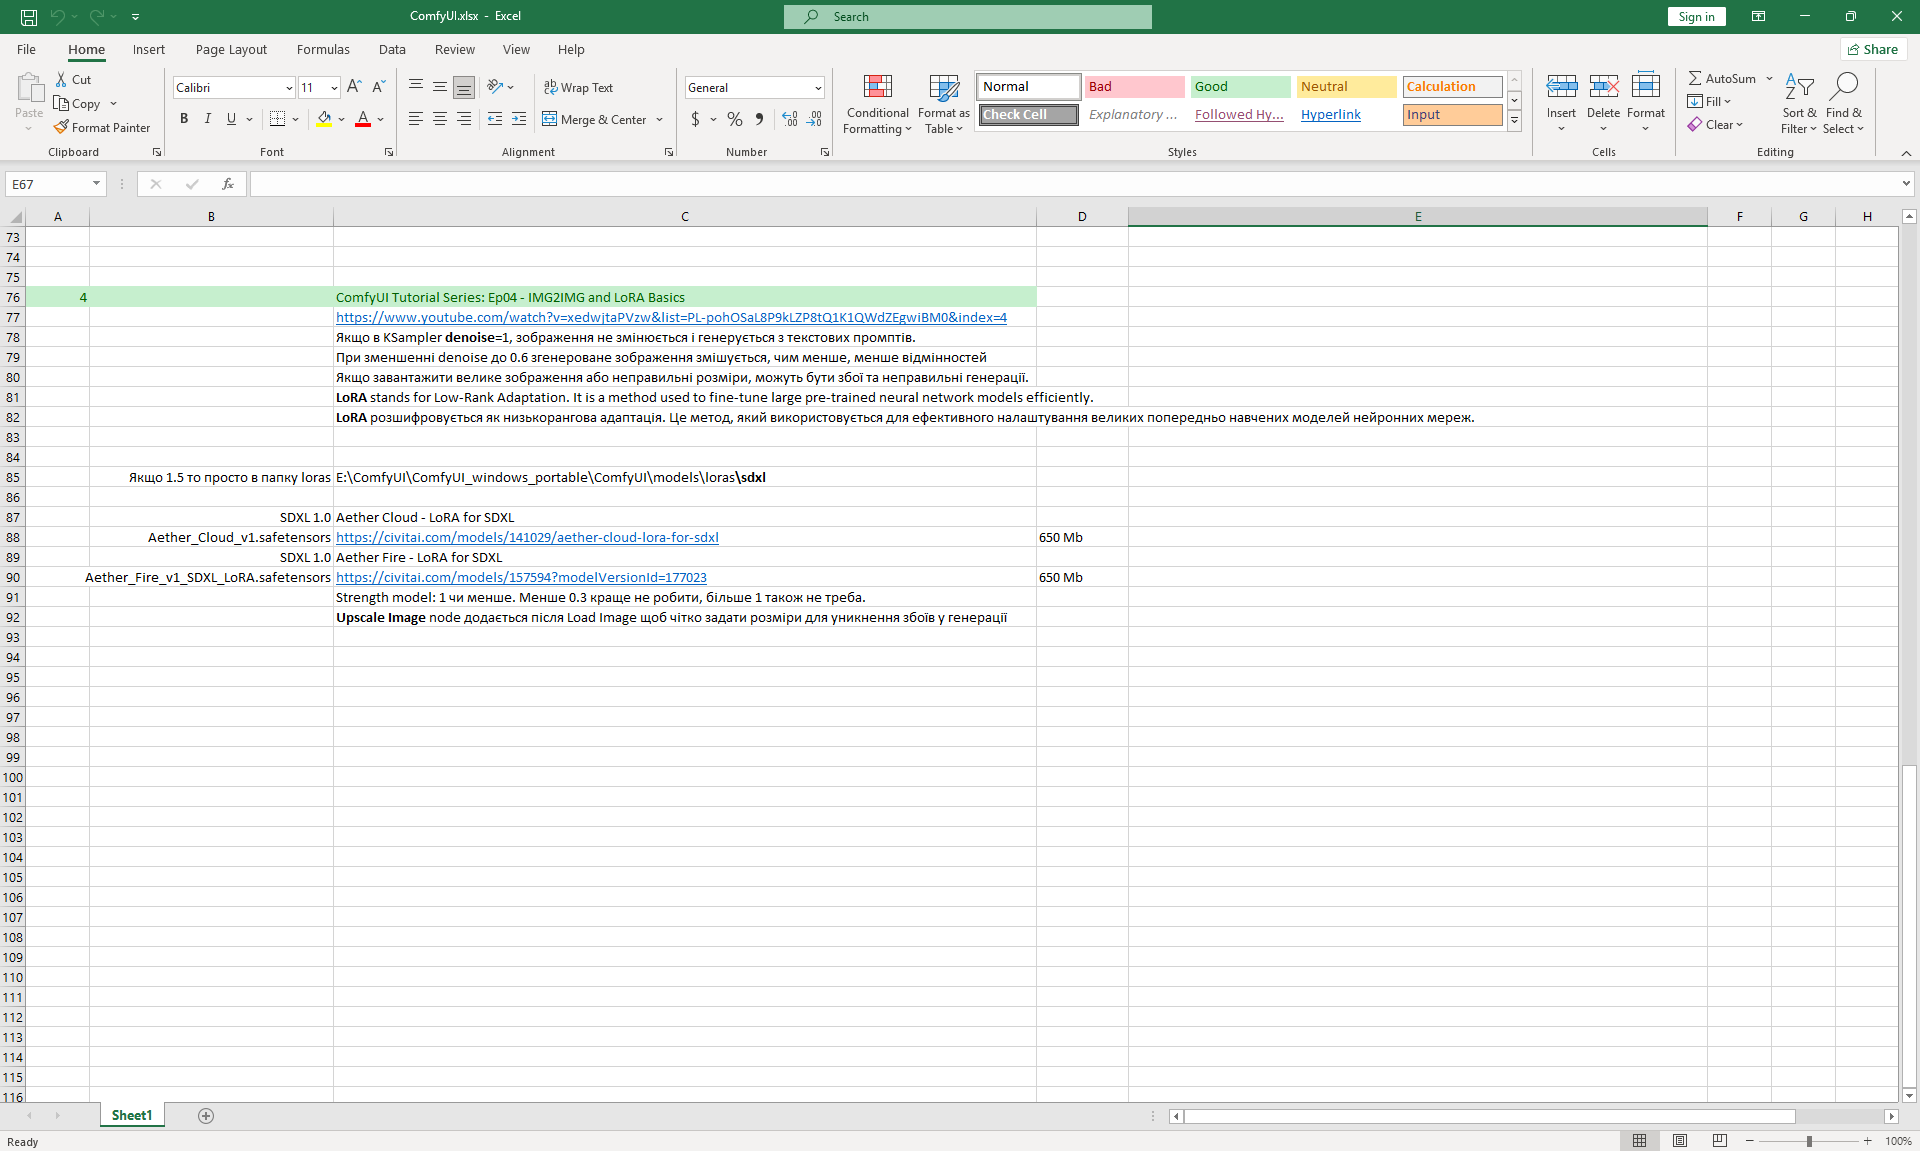 ComfyUI.xlsx - Excel
Search
Sign in
File Home Insert Page Layout Formulas Data Review View Help
Share
Paste
Cut
Copy
Format Painter
Clipboard
Calibri 11
B I U
Font
Wrap Text
Merge & Center
Alignment
General
$ %
Number
Conditional Formatting
Format as Table
Normal Bad Good Neutral Calculation
Check Cell Explanatory ... Followed Hy... Hyperlink Input
Styles
Insert Delete Format
Cells
AutoSum
Fill
Clear
Sort & Filter
Find & Select
Editing
E67 fx
A B C D E F G H
73
74
75
76 4 ComfyUI Tutorial Series: Ep04 - IMG2IMG and LoRA Basics
77 https://www.youtube.com/watch?v=xedwjtaPVzw&list=PL-pohOSaL8P9kLZP8tQ1K1QWdZEgwiBM0&index=4
78 Якщо в KSampler denoise=1, зображення не змінюється і генерується з текстових промптів.
79 При зменшенні denoise до 0.6 згенероване зображення змішується, чим менше, менше відмінностей
80 Якщо завантажити велике зображення або неправильні розміри, можуть бути збої та неправильні генерації.
81 LoRA stands for Low-Rank Adaptation. It is a method used to fine-tune large pre-trained neural network models efficiently.
82 LoRA розшифровується як низькорангова адаптація. Це метод, який використовується для ефективного налаштування великих попередньо навчених моделей нейронних мереж.
83
84
85 Якщо 1.5 то просто в папку loras E:\ComfyUI\ComfyUI_windows_portable\ComfyUI\models\loras\sdxl
86
87 SDXL 1.0 Aether Cloud - LoRA for SDXL
88 Aether_Cloud_v1.safetensors https://civitai.com/models/141029/aether-cloud-lora-for-sdxl 650 Mb
89 SDXL 1.0 Aether Fire - LoRA for SDXL
90 Aether_Fire_v1_SDXL_LoRA.safetensors https://civitai.com/models/157594?modelVersionId=177023 650 Mb
91 Strength model: 1 чи менше. Менше 0.3 краще не робити, більше 1 також не треба.
92 Upscale Image node додається після Load Image щоб чітко задати розміри для уникнення збоїв у генерації
93
94
95
96
97
98
99
100
101
102
103
104
105
106
107
108
109
110
111
112
113
114
115
116
Sheet1
Ready
100%